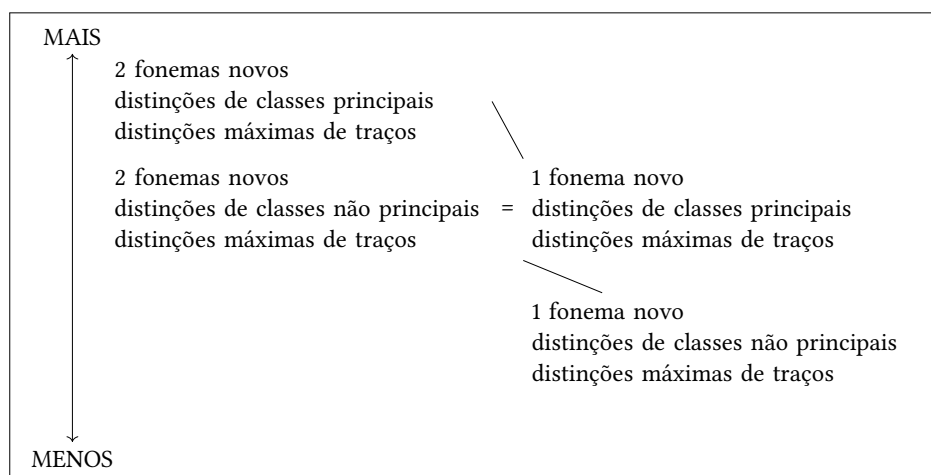 MAIS
2 fonemas novos
distinções de classes principais
distinções máximas de traços
2 fonemas novos
distinções de classes não principais
distinções máximas de traços
=
1 fonema novo
distinções de classes principais
distinções máximas de traços
1 fonema novo
distinções de classes não principais
distinções máximas de traços
MENOS